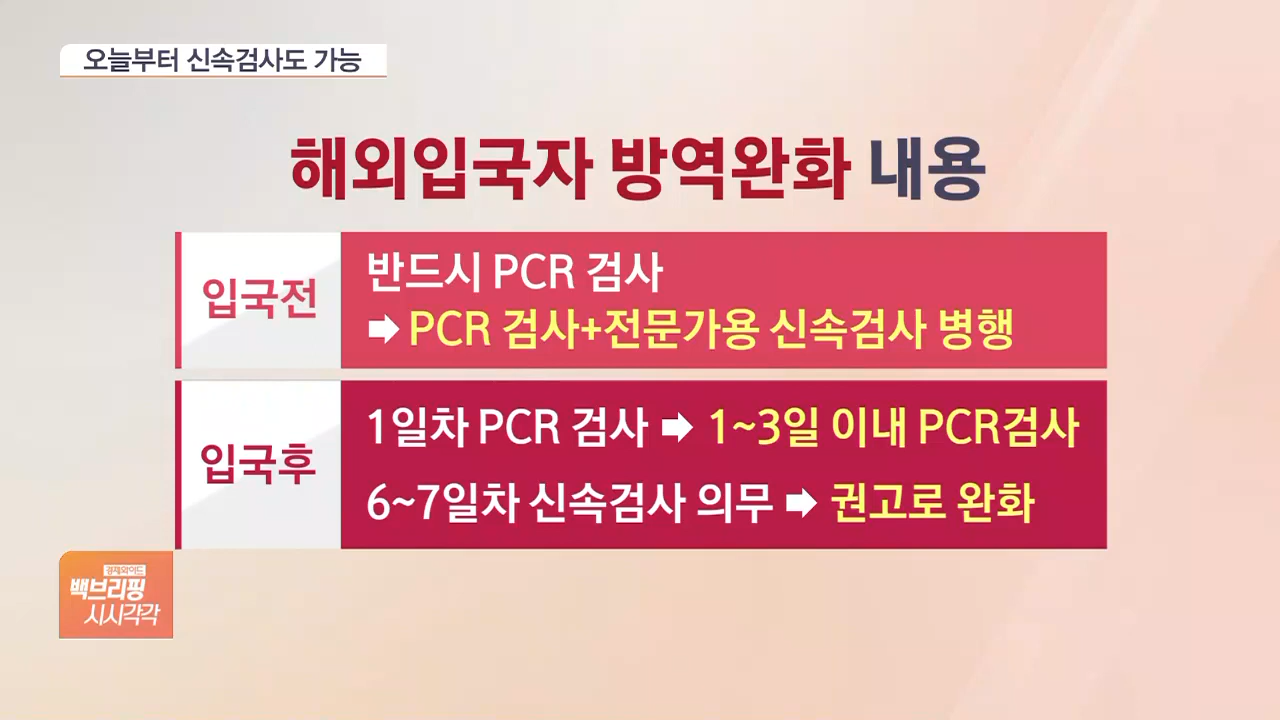 오늘부터 신속검사도 가능
해외입국자 방역완화 내용
입국전
반드시 PCR 검사
➡ PCR 검사+전문가용 신속검사 병행
입국후
1일차 PCR 검사 ➡ 1~3일 이내 PCR검사
6~7일차 신속검사 의무 ➡ 권고로 완화
경제와이드
백브리핑
시시각각